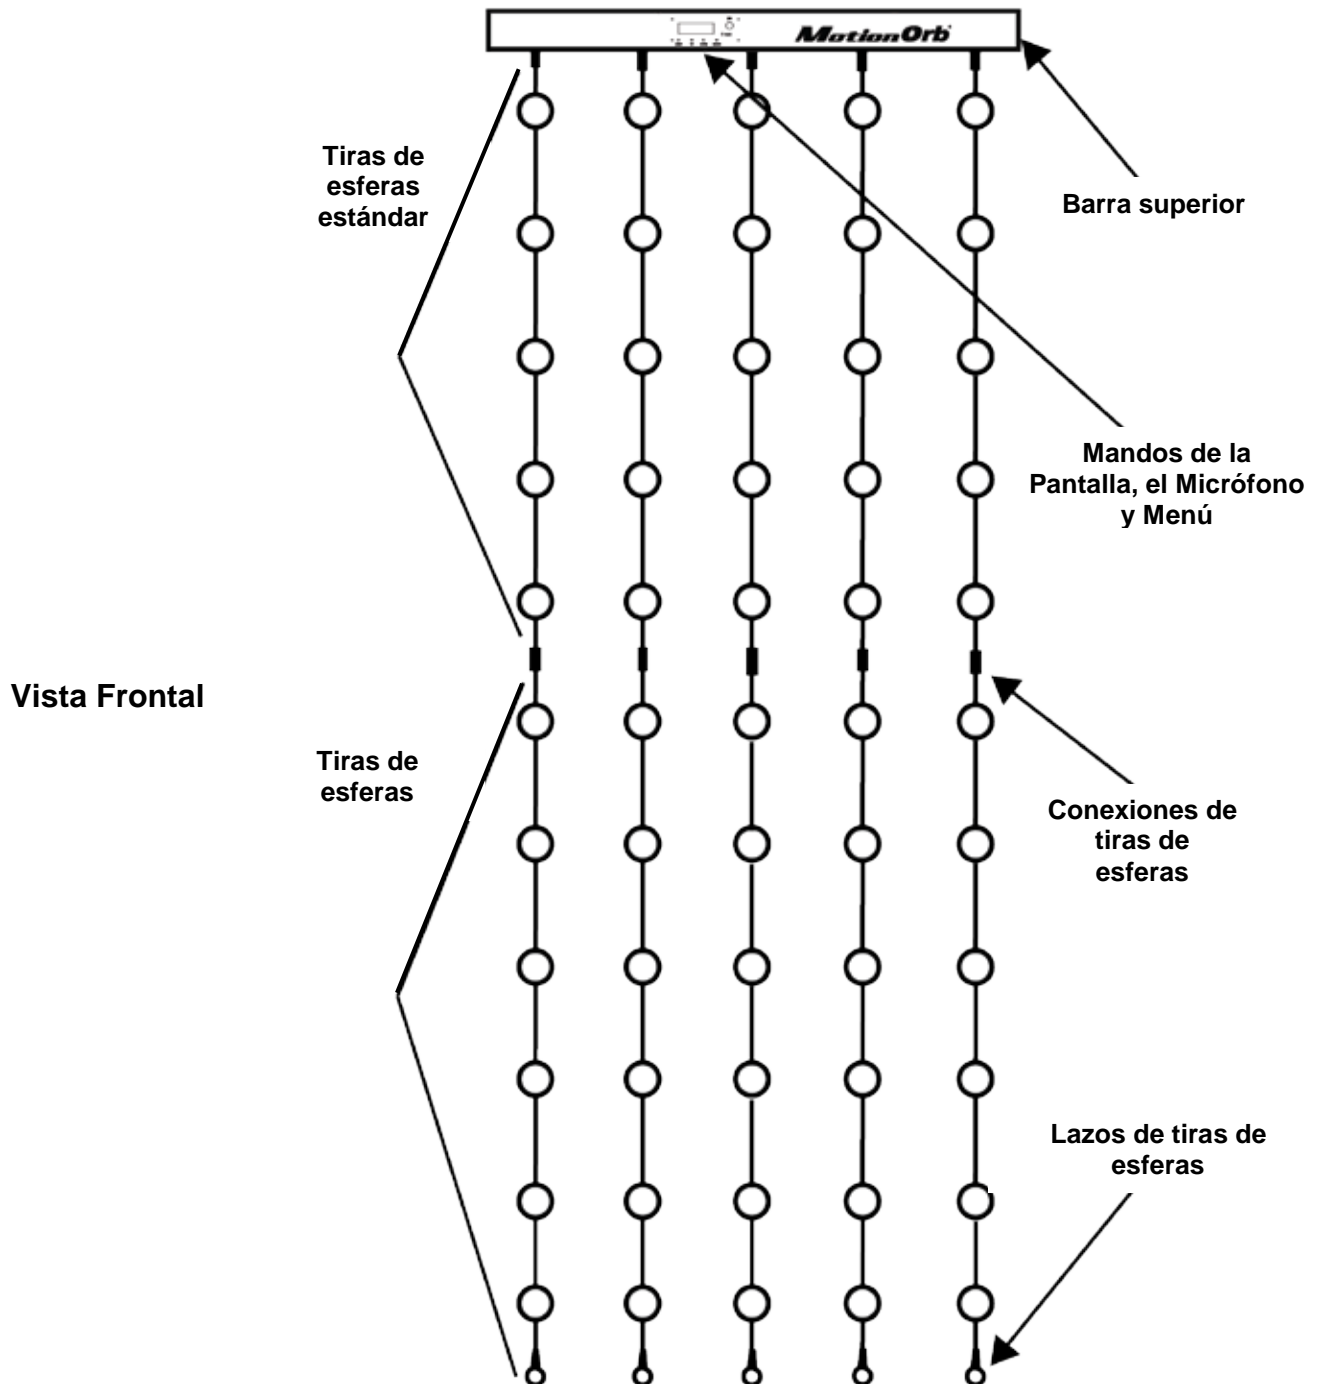 MotionOrb
Tiras de
esferas
estándar
Barra superior
Mandos de la
Pantalla, el Micrófono
y Menú
Vista Frontal
Tiras de
esferas
Conexiones de
tiras de
esferas
Lazos de tiras de
esferas